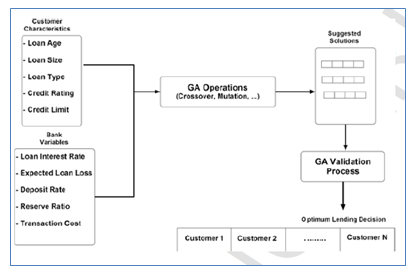 Customer
Characteristics
- Loan Age
- Loan Size
- Loan Type
- Credit Rating
- Credit Limit
Bank
Variables
- Loan Interest Rate
- Expected Loan Loss
- Deposit Rate
- Reserve Ratio
- Transaction Cost
GA Operations
(Crossover, Mutation, ...)
Suggested
Solutions
GA Validation
Process
Optimum Lending Decision
Customer 1 Customer 2 ......... Customer N